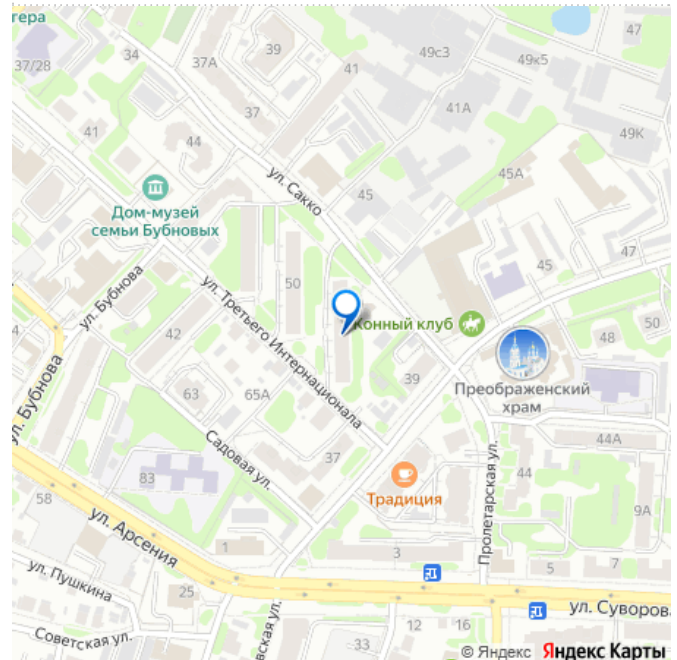 гера
39
47
49с3
49к5
37/28
37А
41
34
37
41А
41
44
49К
ул. Сакко
45А
45
Дом-музей
семьи Бубновых
47
45
ул. Бубнова
50
ул. Третьего Интернационала
Конный клуб
50
48
42
39
Преображенский
храм
ул. Бубнова
63
65А
44А
Садовая ул.
37
Пролетарская ул.
44
83
Традиция
9А
58
ул. Арсения
1
3
5
7
ул. Пушкина
25
ул. Суворов
12
16
Советская ул.
вская ул.
33
© Яндекс Яндекс Карты